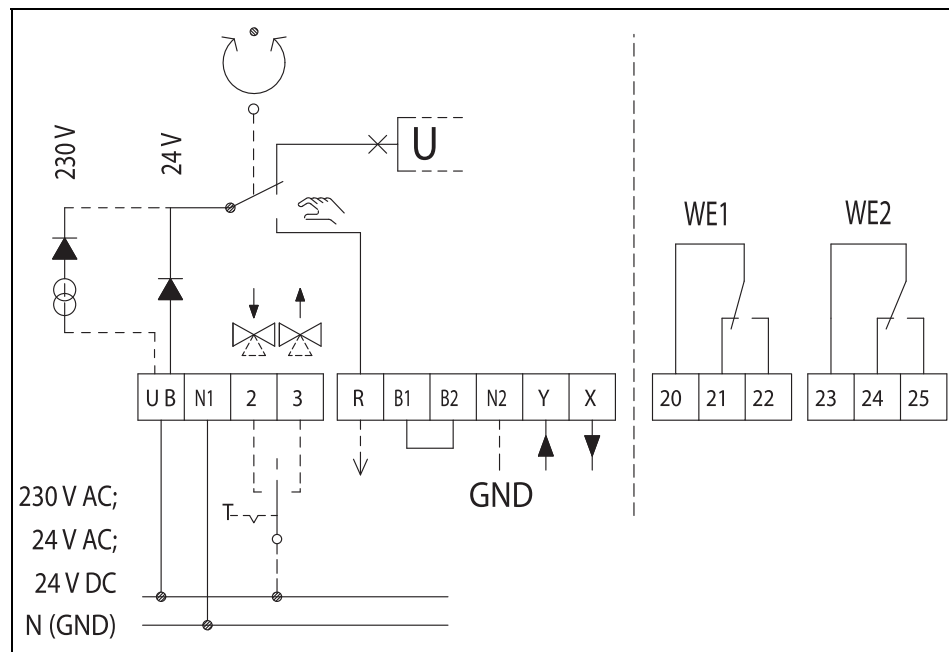 230 V
24 V
U
WE1
WE2
U B N1 2 3 R B1 B2 N2 Y X 20 21 22 23 24 25
GND
T
230 V AC;
24 V AC;
24 V DC
N (GND)